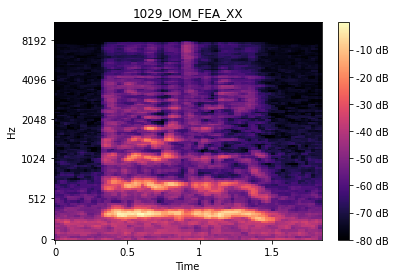 1029_IOM_FEA_XX
8192
4096
2048
1024
512
0
Hz
0
0.5
1
1.5
Time
-10 dB
-20 dB
-30 dB
-40 dB
-50 dB
-60 dB
-70 dB
-80 dB